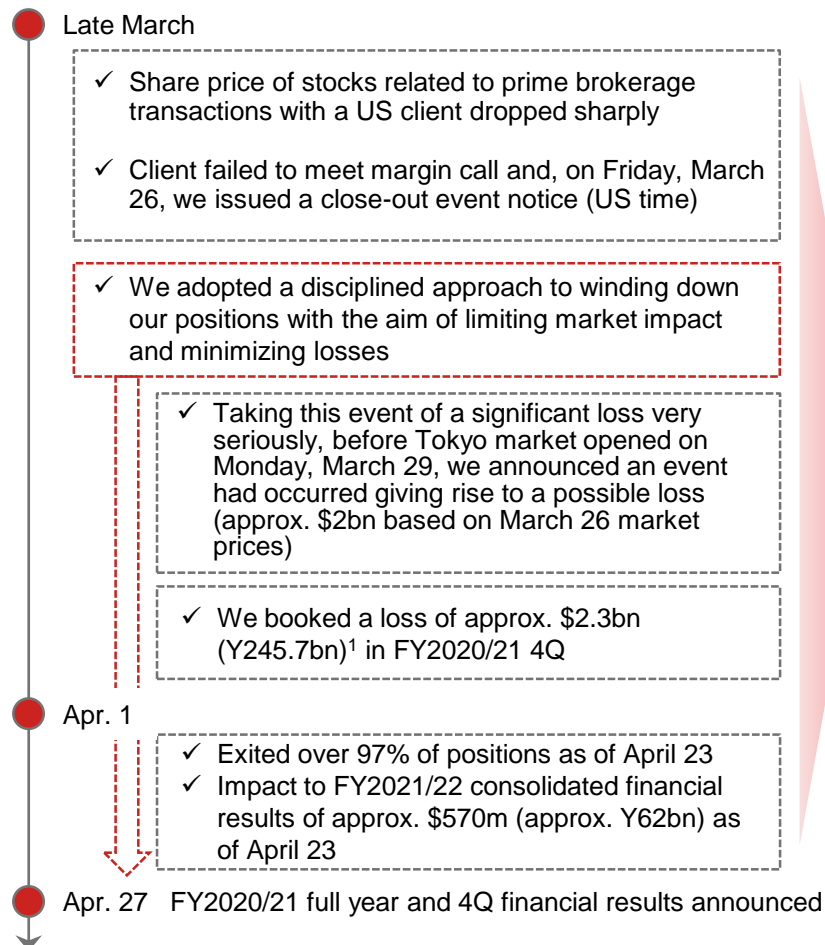 Late March
✓ Share price of stocks related to prime brokerage
transactions with a US client dropped sharply
✓ Client failed to meet margin call and, on Friday, March
26, we issued a close-out event notice (US time)
✓ We adopted a disciplined approach to winding down
our positions with the aim of limiting market impact
and minimizing losses
✓ Taking this event of a significant loss very
seriously, before Tokyo market opened on
Monday, March 29, we announced an event
had occurred giving rise to a possible loss
(approx. $2bn based on March 26 market
prices)
✓ We booked a loss of approx. $2.3bn
(Y245.7bn)¹ in FY2020/21 4Q
Apr. 1
✓ Exited over 97% of positions as of April 23
✓ Impact to FY2021/22 consolidated financial
results of approx. $570m (approx. Y62bn) as
of April 23
Apr. 27 FY2020/21 full year and 4Q financial results announced